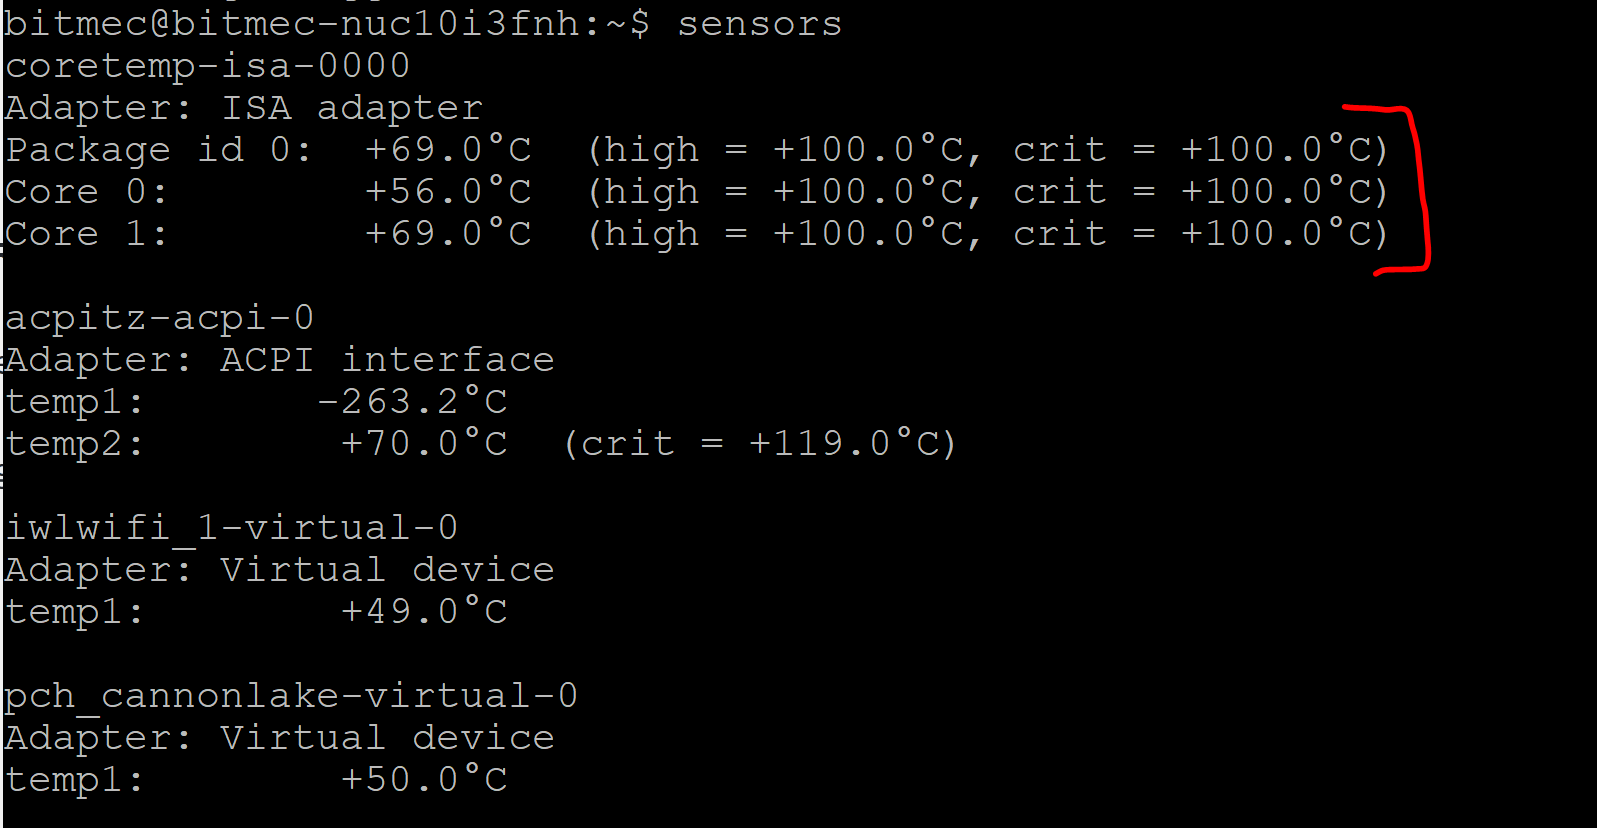 bitmec@bitmec-nuc10i3fnh:~$ sensors
coretemp-isa-0000
Adapter: ISA adapter
Package id 0:  +69.0°C  (high = +100.0°C, crit = +100.0°C)
Core 0:        +56.0°C  (high = +100.0°C, crit = +100.0°C)
Core 1:        +69.0°C  (high = +100.0°C, crit = +100.0°C)

acpitz-acpi-0
Adapter: ACPI interface
temp1:       -263.2°C
temp2:        +70.0°C  (crit = +119.0°C)

iwlwifi_1-virtual-0
Adapter: Virtual device
temp1:        +49.0°C

pch_cannonlake-virtual-0
Adapter: Virtual device
temp1:        +50.0°C